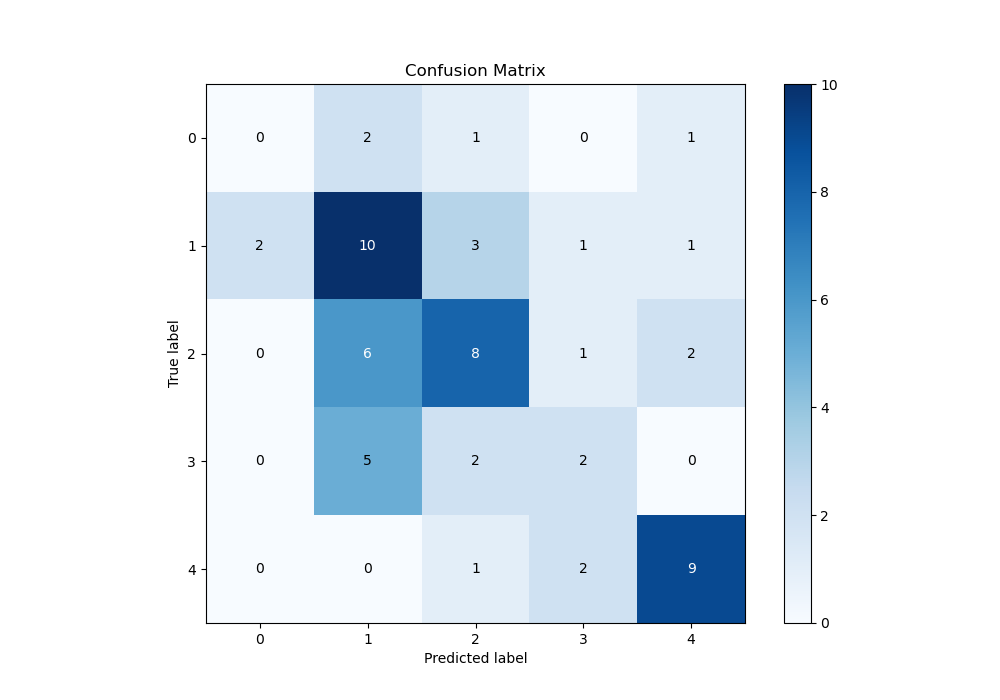 Confusion Matrix
True label
0 0 2 1 0 1
1 2 10 3 1 1
2 0 6 8 1 2
3 0 5 2 2 0
4 0 0 1 2 9
0 1 2 3 4
Predicted label
10
8
6
4
2
0